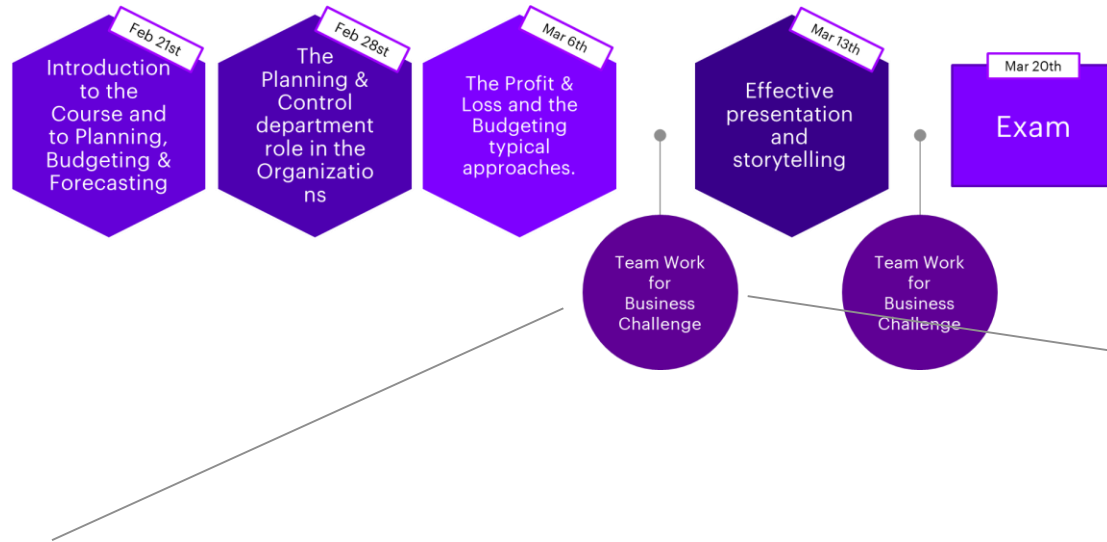 Feb 21st
Introduction
to the
Course and
to Planning,
Budgeting &
Forecasting
Feb 28st
The
Planning &
Control
department
role in the
Organizatio
ns
Mar 6th
The Profit &
Loss and the
Budgeting
typical
approaches.
Team Work
for
Business
Challenge
Mar 13th
Effective
presentation
and
storytelling
Team Work
for
Business
Challenge
Mar 20th
Exam